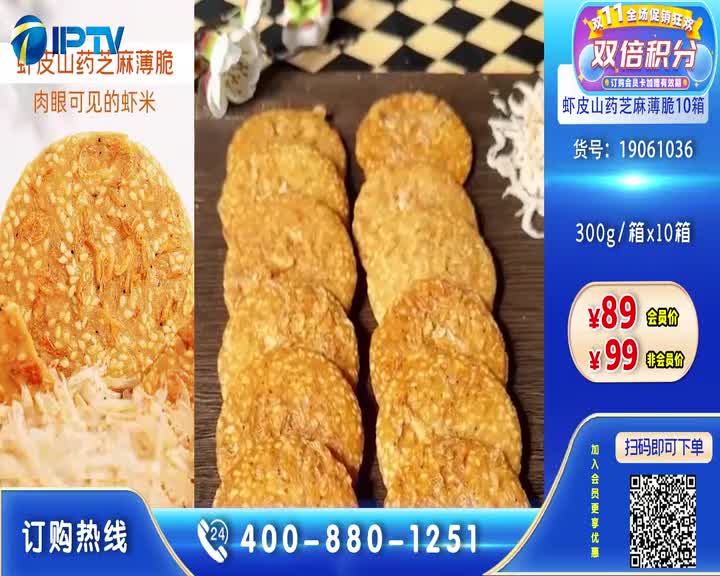 IPTV
虾皮山药芝麻薄脆
肉眼可见的虾米
双11全场促销狂欢
双倍积分
订购会员卡加赠有效期
虾皮山药芝麻薄脆10箱
货号：19061036
300g/箱x10箱
¥89 会员价
¥99 非会员价
加入会员更享优惠
扫码即可下单
订购热线
24
400-880-1251